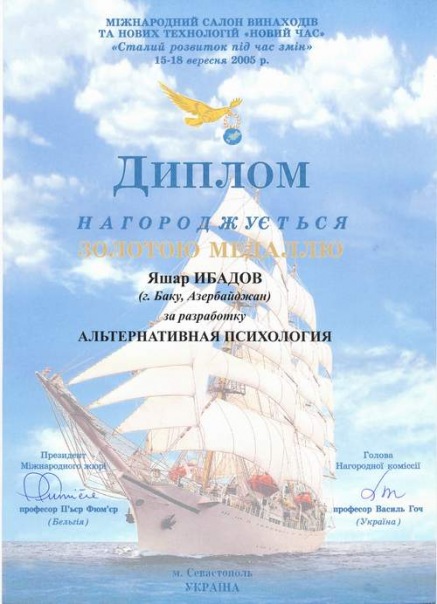 МІЖНАРОДНИЙ САЛОН ВИНАХОДІВ
ТА НОВИХ ТЕХНОЛОГІЙ «НОВИЙ ЧАС»
«Сталий розвиток під час змін»
15-18 вересня 2005 р.
ДИПЛОМ
НАГОРОДЖУЄТЬСЯ
ЗОЛОТОЮ МЕДАЛЛЮ
Яшар ИБАДОВ
(г. Баку, Азербайджан)
за разработку
АЛЬТЕРНАТИВНАЯ ПСИХОЛОГИЯ
Президент
Міжнародного жюрі
професор П'ьєр Фюм'єр
(Бельгія)
Голова
Нагородної комісії
професор Василь Гоч
(Україна)
м. Севастополь
УКРАЇНА